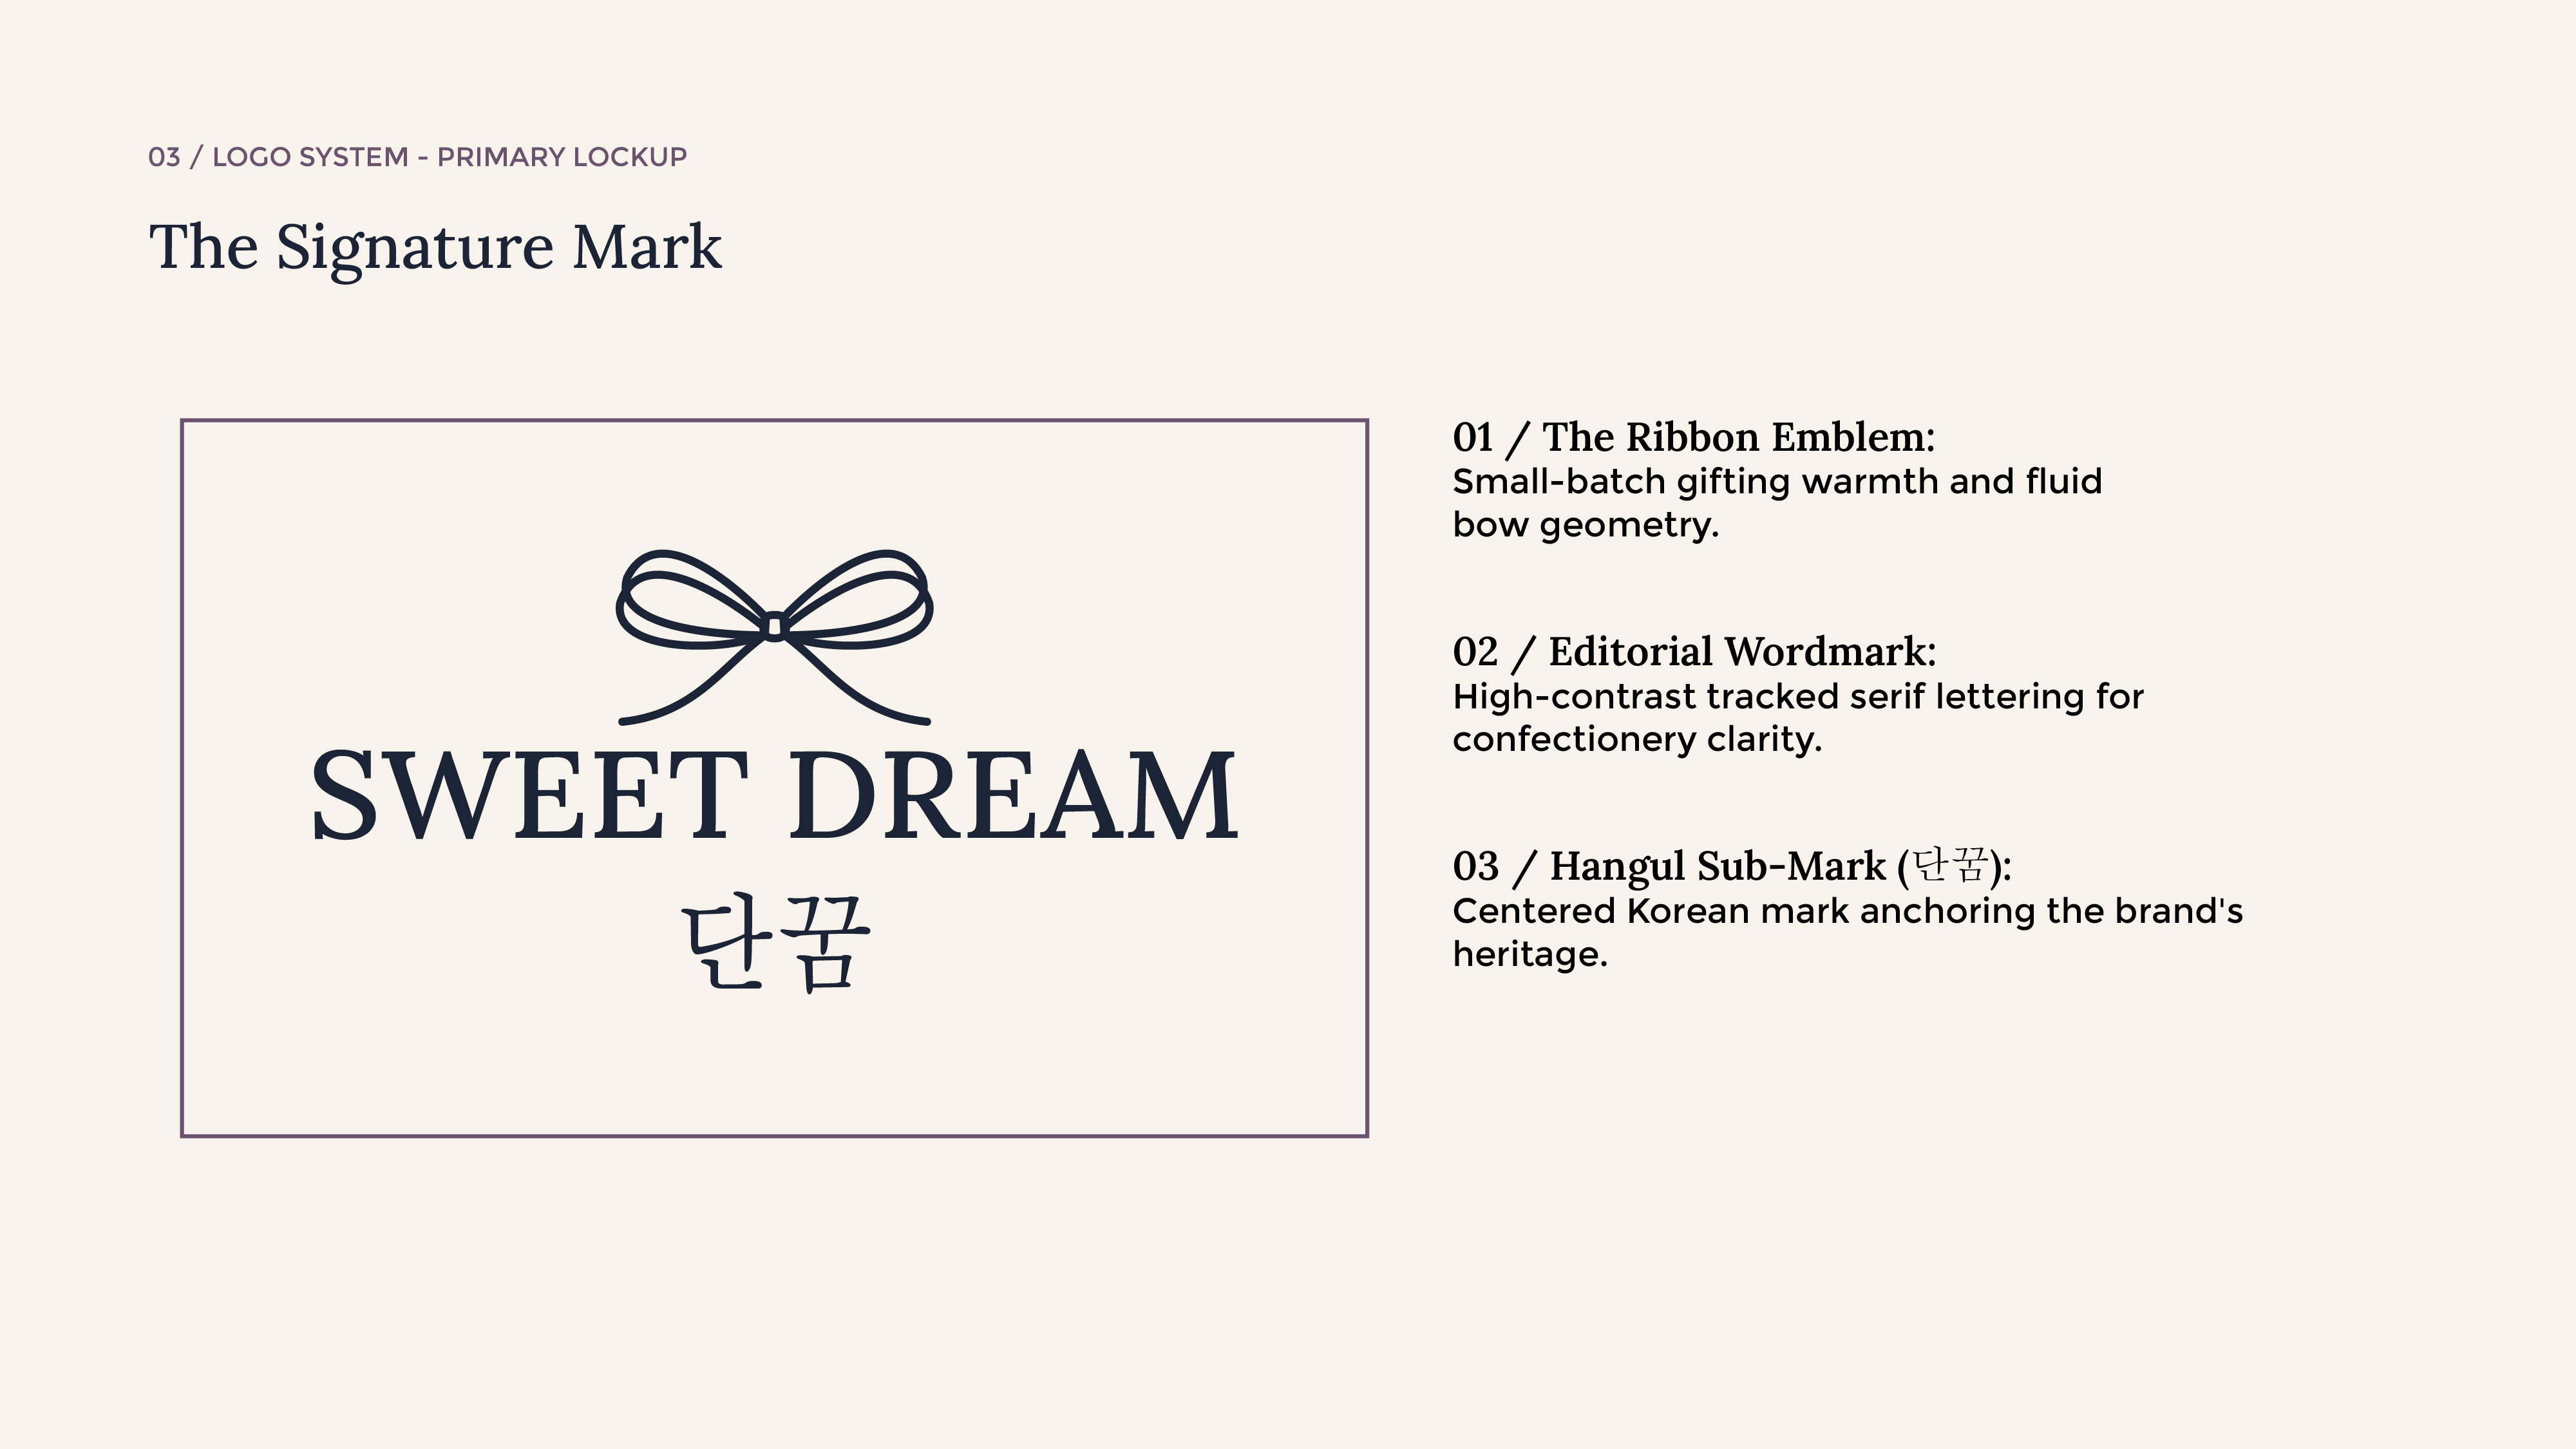 03 / LOGO SYSTEM - PRIMARY LOCKUP
The Signature Mark
SWEET DREAM
단꿈
01 / The Ribbon Emblem:
Small-batch gifting warmth and fluid
bow geometry.
02 / Editorial Wordmark:
High-contrast tracked serif lettering for
confectionery clarity.
03 / Hangul Sub-Mark (단꿈):
Centered Korean mark anchoring the brand's
heritage.